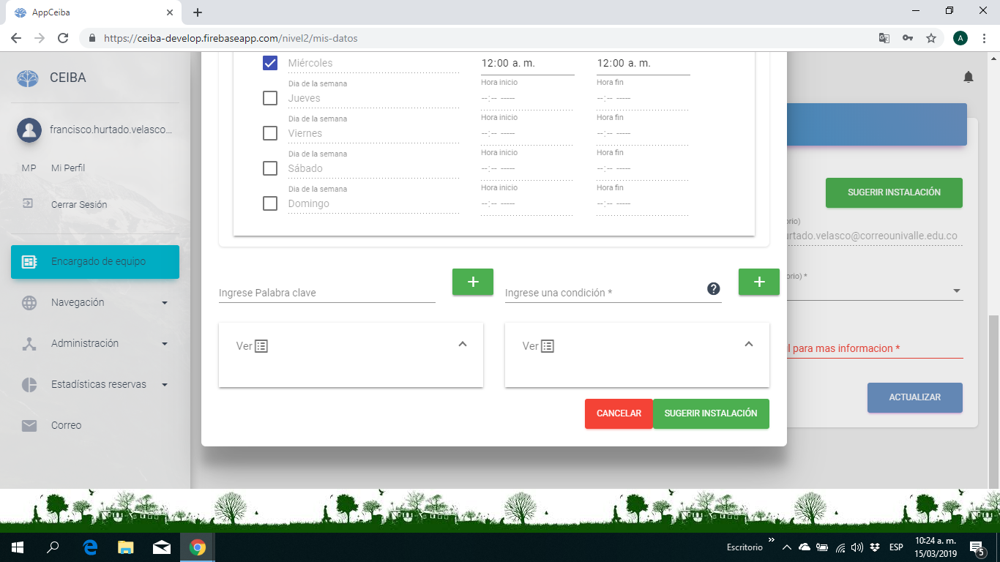 AppCeiba
https://ceiba-develop.firebaseapp.com/nivel2/mis-datos
A
CEIBA
francisco.hurtado.velasco...
MP Mi Perfil
Cerrar Sesión
Encargado de equipo
Navegación
Administración
Estadísticas reservas
Correo
Miércoles 12:00 a. m. 12:00 a. m.
Dia de la semana Hora inicio Hora fin
Jueves --:-- ----- --:-- -----
Dia de la semana Hora inicio Hora fin
Viernes --:-- ----- --:-- -----
Dia de la semana Hora inicio Hora fin
Sábado --:-- ----- --:-- -----
Dia de la semana Hora inicio Hora fin
Domingo --:-- ----- --:-- -----
Ingrese Palabra clave
+
Ingrese una condición *
?
+
Ver
Ver
CANCELAR
SUGERIR INSTALACIÓN
SUGERIR INSTALACIÓN
orio)
urtado.velasco@correounivalle.edu.co
orio) *
l para mas informacion *
ACTUALIZAR
Escritorio
»
ESP
10:24 a. m.
15/03/2019
5